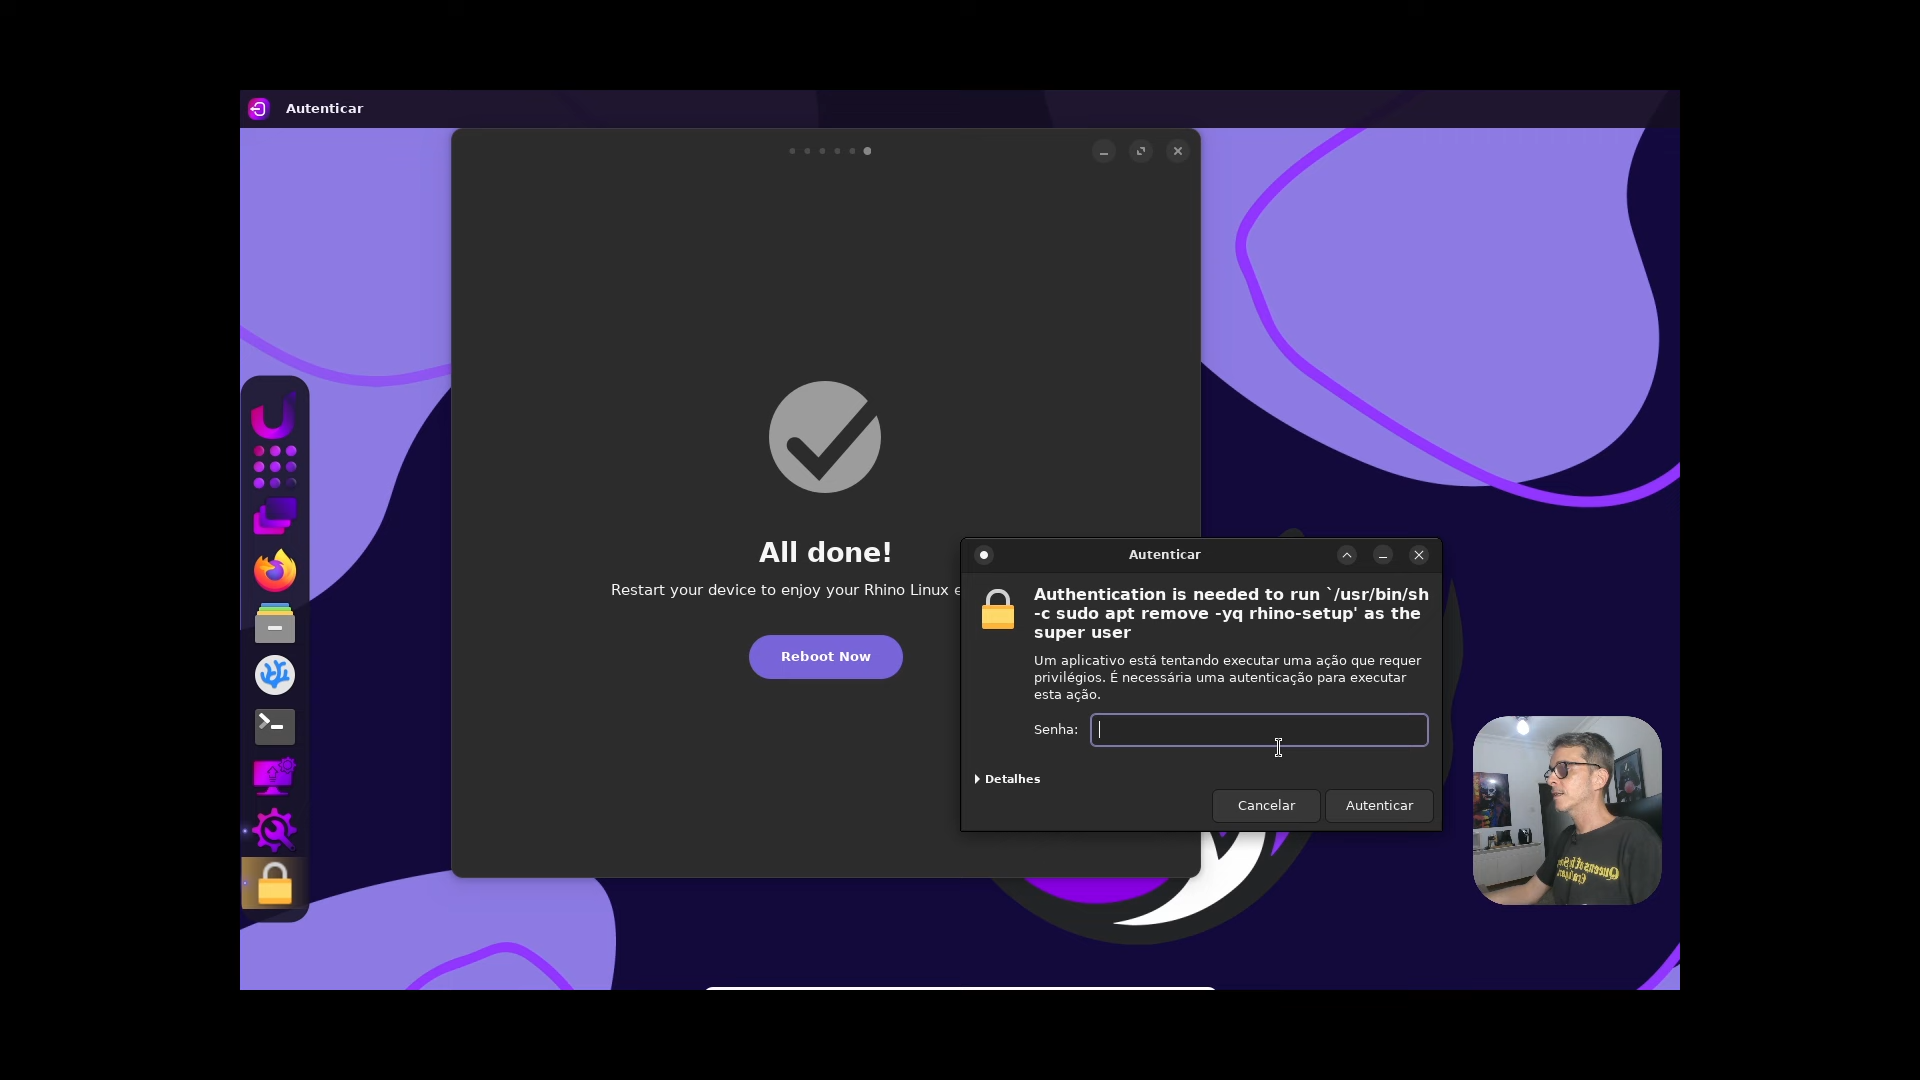 Autenticar
All done!
Restart your device to enjoy your Rhino Linux e
Reboot Now
Autenticar
Authentication is needed to run `/usr/bin/sh
-c sudo apt remove -yq rhino-setup' as the
super user
Um aplicativo está tentando executar uma ação que requer
privilégios. É necessária uma autenticação para executar
esta ação.
Senha:
Detalhes
Cancelar
Autenticar